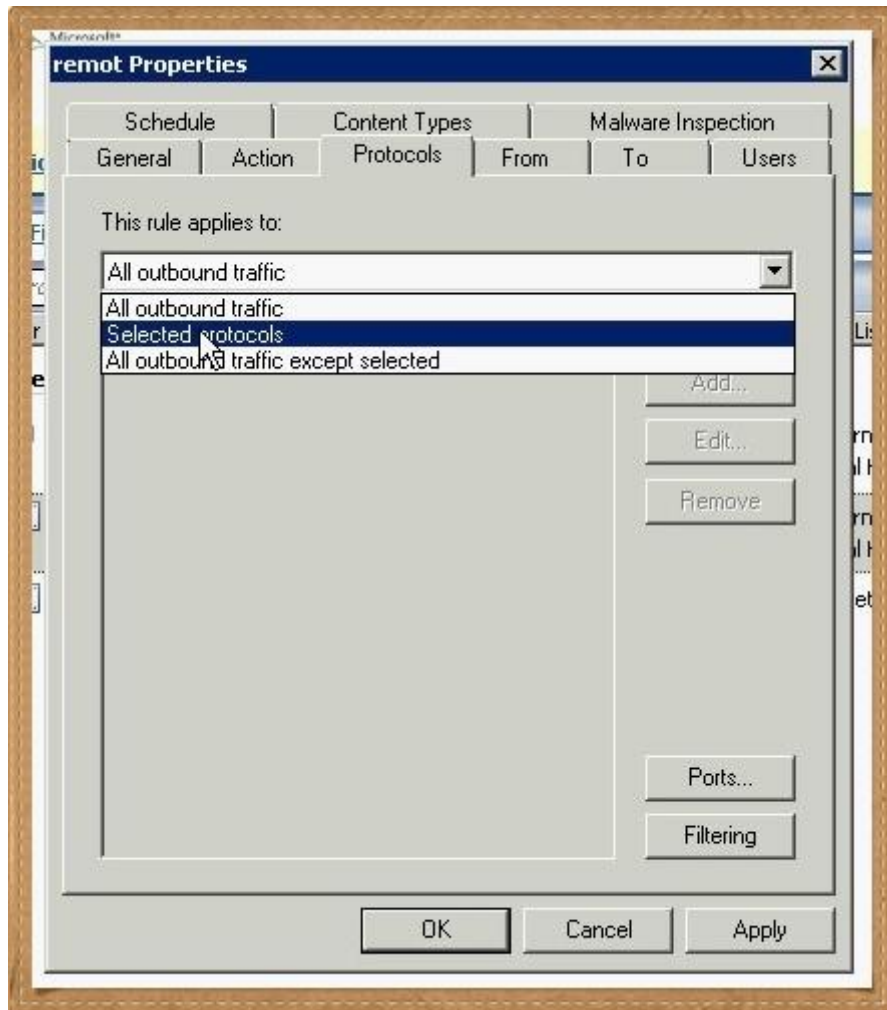 Microsoft®
remot Properties
Schedule Content Types Malware Inspection
General Action Protocols From To Users
This rule applies to:
All outbound traffic
All outbound traffic
Selected protocols
All outbound traffic except selected
Add...
Edit...
Remove
Ports...
Filtering
OK Cancel Apply